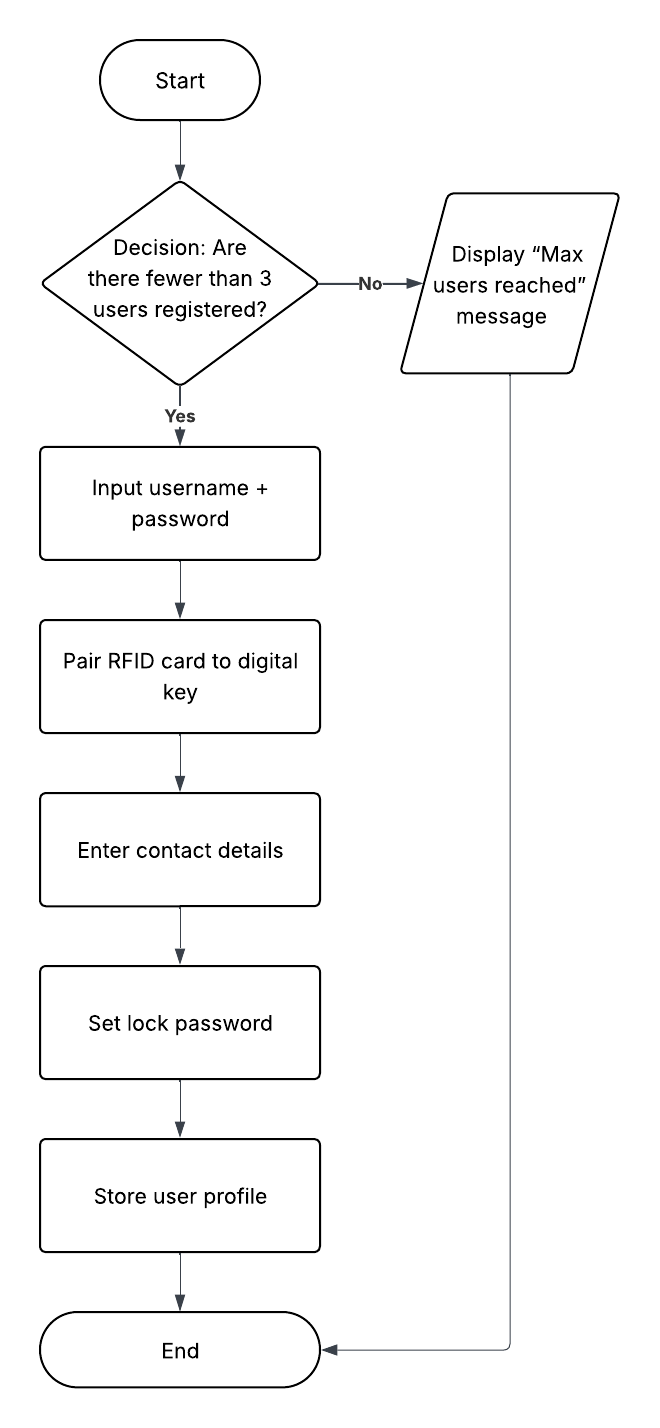 Start
Decision: Are
there fewer than 3
users registered?
No
Display “Max
users reached”
message
Yes
Input username +
password
Pair RFID card to digital
key
Enter contact details
Set lock password
Store user profile
End